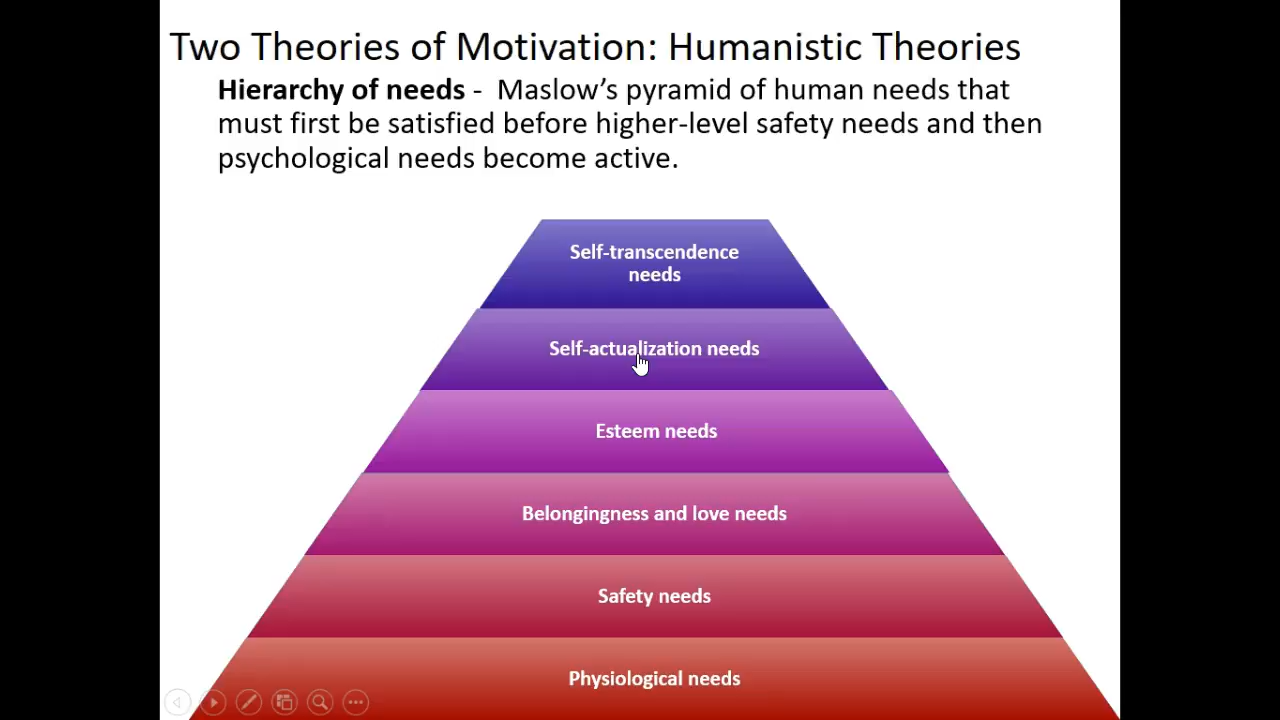 Two Theories of Motivation: Humanistic Theories
Hierarchy of needs - Maslow’s pyramid of human needs that
must first be satisfied before higher-level safety needs and then
psychological needs become active.
Self-transcendence
needs
Self-actualization needs
Esteem needs
Belongingness and love needs
Safety needs
Physiological needs